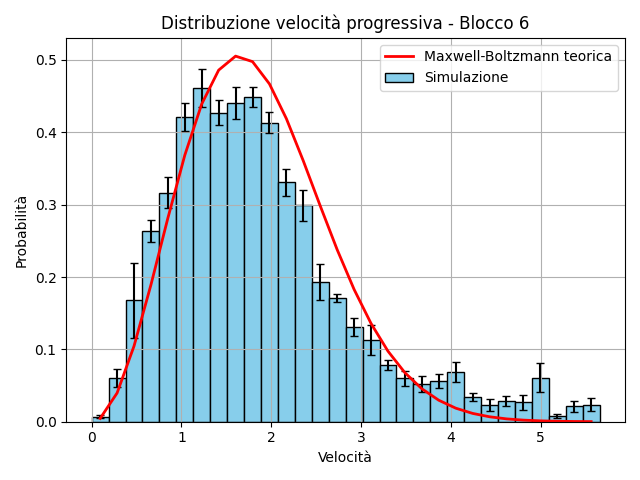 Distribuzione velocità progressiva - Blocco 6
Maxwell-Boltzmann teorica
Simulazione
Probabilità
0.5
0.4
0.3
0.2
0.1
0.0
0 1 2 3 4 5
Velocità